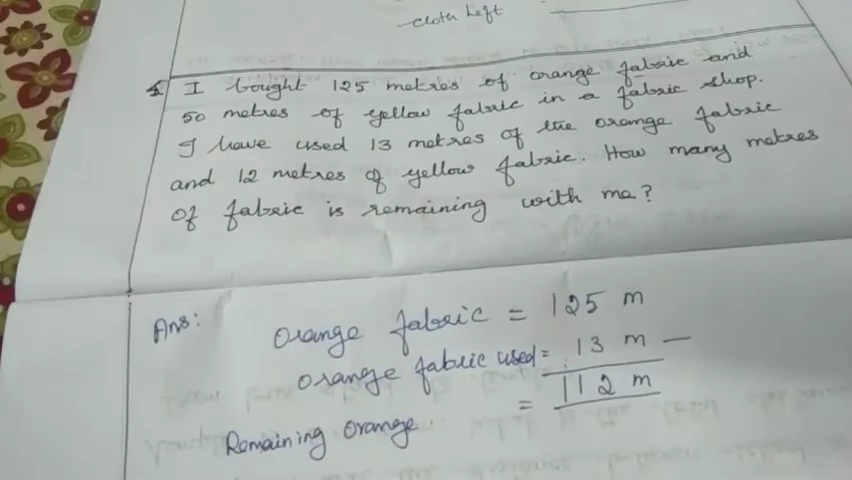 cloth left
I bought 125 metres of orange fabric and
50 metres of yellow fabric in a fabric shop.
I have used 13 metres of the orange fabric
and 12 metres of yellow fabric. How many metres
of fabric is remaining with me?
Ans: Orange fabric = 125 m
Orange fabric used = 13 m -
Remaining orange = 112 m